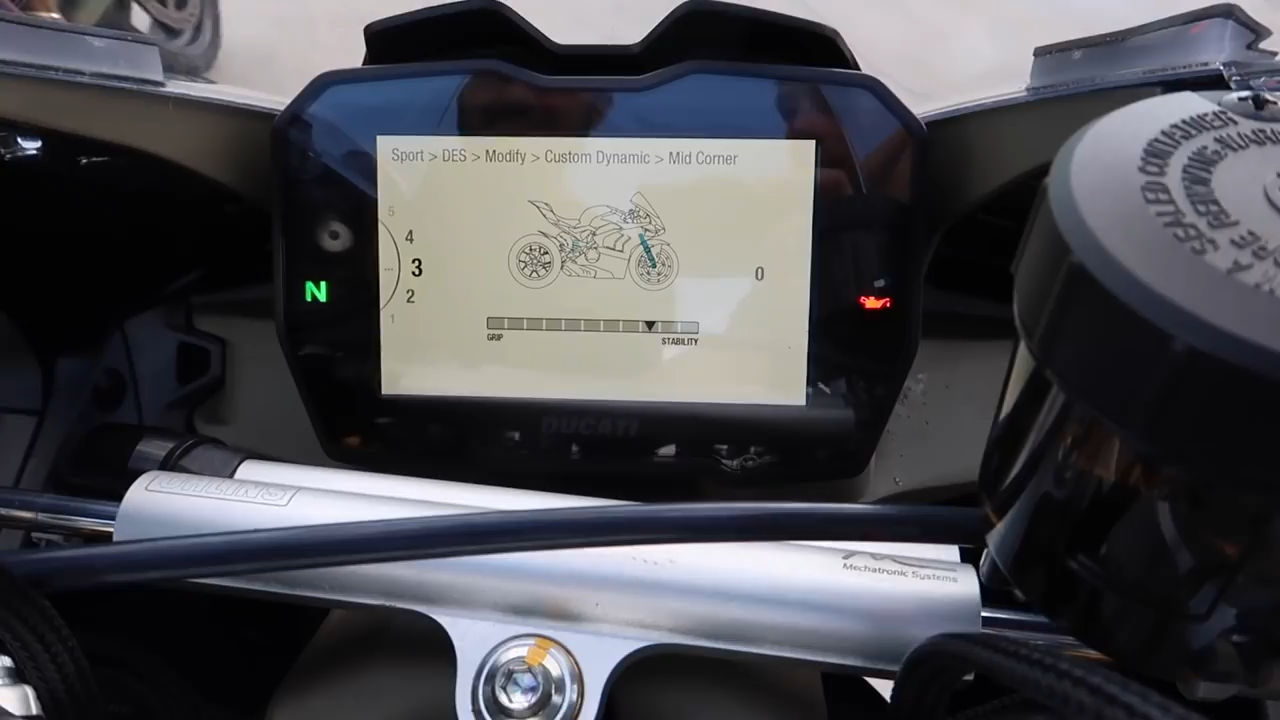 Sport > DES > Modify > Custom Dynamic > Mid Corner
5
4
3
2
1
0
N
GRIP
STABILITY
DUCATI
ÖHLINS
Mechatronic Systems
SEALED CONTAINER